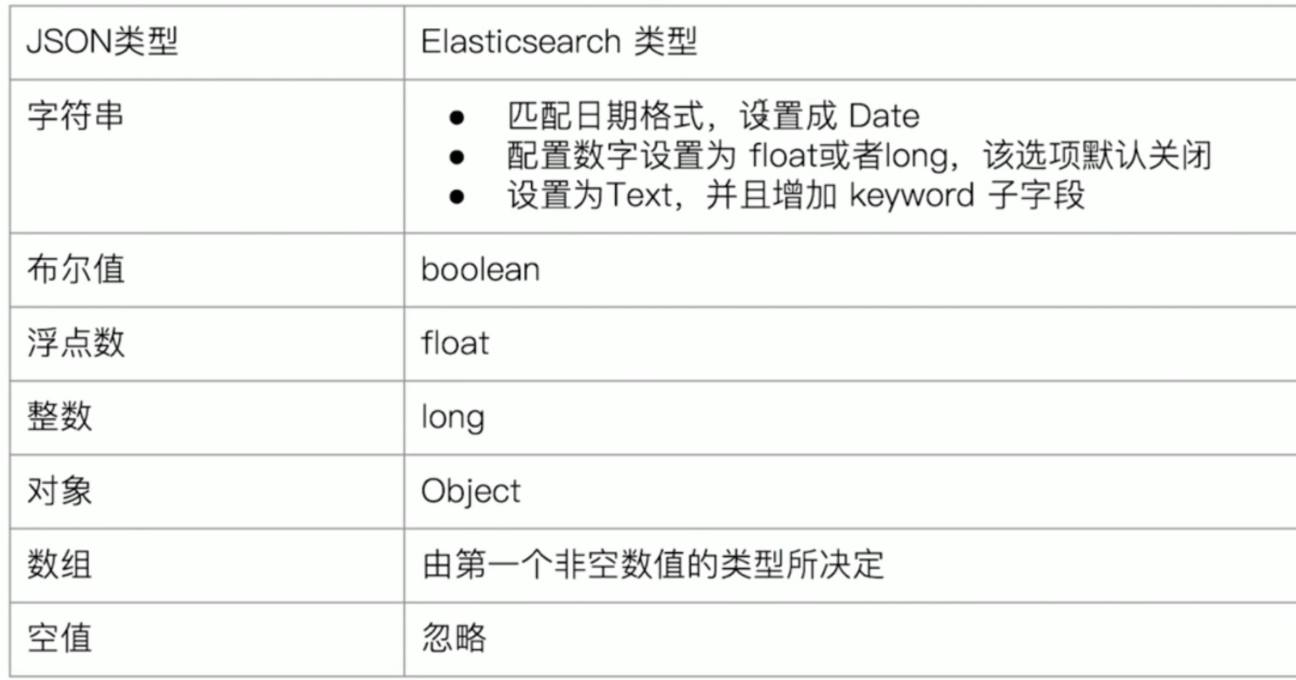 JSON类型 Elasticsearch 类型
字符串
● 匹配日期格式，设置成 Date
● 配置数字设置为 float或者long，该选项默认关闭
● 设置为Text，并且增加 keyword 子字段
布尔值 boolean
浮点数 float
整数 long
对象 Object
数组 由第一个非空数值的类型所决定
空值 忽略